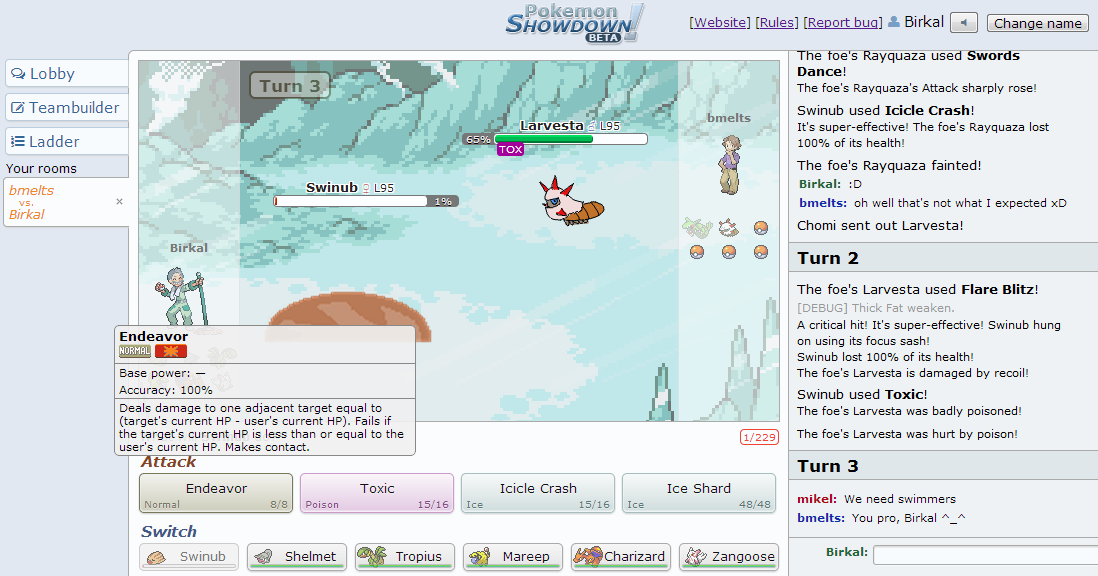 Pokemon
SHOWDOWN!
BETA
[Website] [Rules] [Report bug] Birkal Change name
Lobby
Teambuilder
Ladder
Your rooms
bmelts
vs.
Birkal
×
Turn 3
Larvesta ♂ L95
65%
TOX
Swinub ♀ L95
1%
bmelts
Birkal
Endeavor
NORMAL
Base power: —
Accuracy: 100%
Deals damage to one adjacent target equal to
(target's current HP - user's current HP). Fails if
the target's current HP is less than or equal to the
user's current HP. Makes contact.
1/229
Attack
Endeavor
Normal 8/8
Toxic
Poison 15/16
Icicle Crash
Ice 15/16
Ice Shard
Ice 48/48
Switch
Swinub Shelmet Tropius Mareep Charizard Zangoose
The foe's Rayquaza used Swords
Dance!
The foe's Rayquaza's Attack sharply rose!
Swinub used Icicle Crash!
It's super-effective! The foe's Rayquaza lost
100% of its health!
The foe's Rayquaza fainted!
Birkal: :D
bmelts: oh well that's not what I expected xD
Chomi sent out Larvesta!
Turn 2
The foe's Larvesta used Flare Blitz!
[DEBUG] Thick Fat weaken.
A critical hit! It's super-effective! Swinub hung
on using its focus sash!
Swinub lost 100% of its health!
The foe's Larvesta is damaged by recoil!
Swinub used Toxic!
The foe's Larvesta was badly poisoned!
The foe's Larvesta was hurt by poison!
Turn 3
mikel: We need swimmers
bmelts: You pro, Birkal ^_^
Birkal: